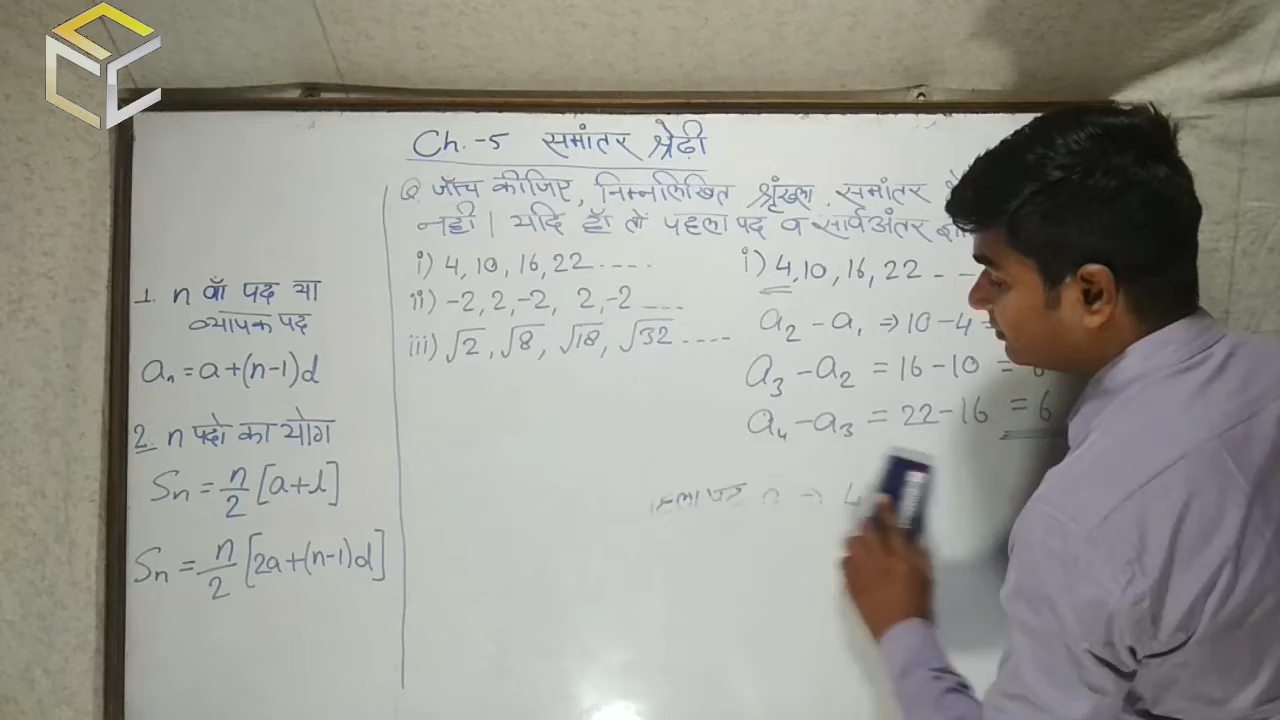 Ch.-5 समांतर श्रेढ़ी
Q. जाँच कीजिए, निम्नलिखित श्रृंखला समांतर
नही। यदि हाँ तो पहला पद व सार्वअंतर
i) 4, 10, 16, 22 ....
ii) -2, 2, -2, 2, -2 ....
iii) √2, √8, √18, √32 ....
1. n वाँ पद या
व्यापक पद
aₙ = a+(n-1)d
2. n पदो का योग
Sₙ = n/2 [a+l]
Sₙ = n/2 [2a+(n-1)d]
i) 4, 10, 16, 22 - - -
a₂ - a₁ ⇒ 10 - 4 =
a₃ - a₂ = 16 - 10 = 6
a₄ - a₃ = 22 - 16 = 6
4